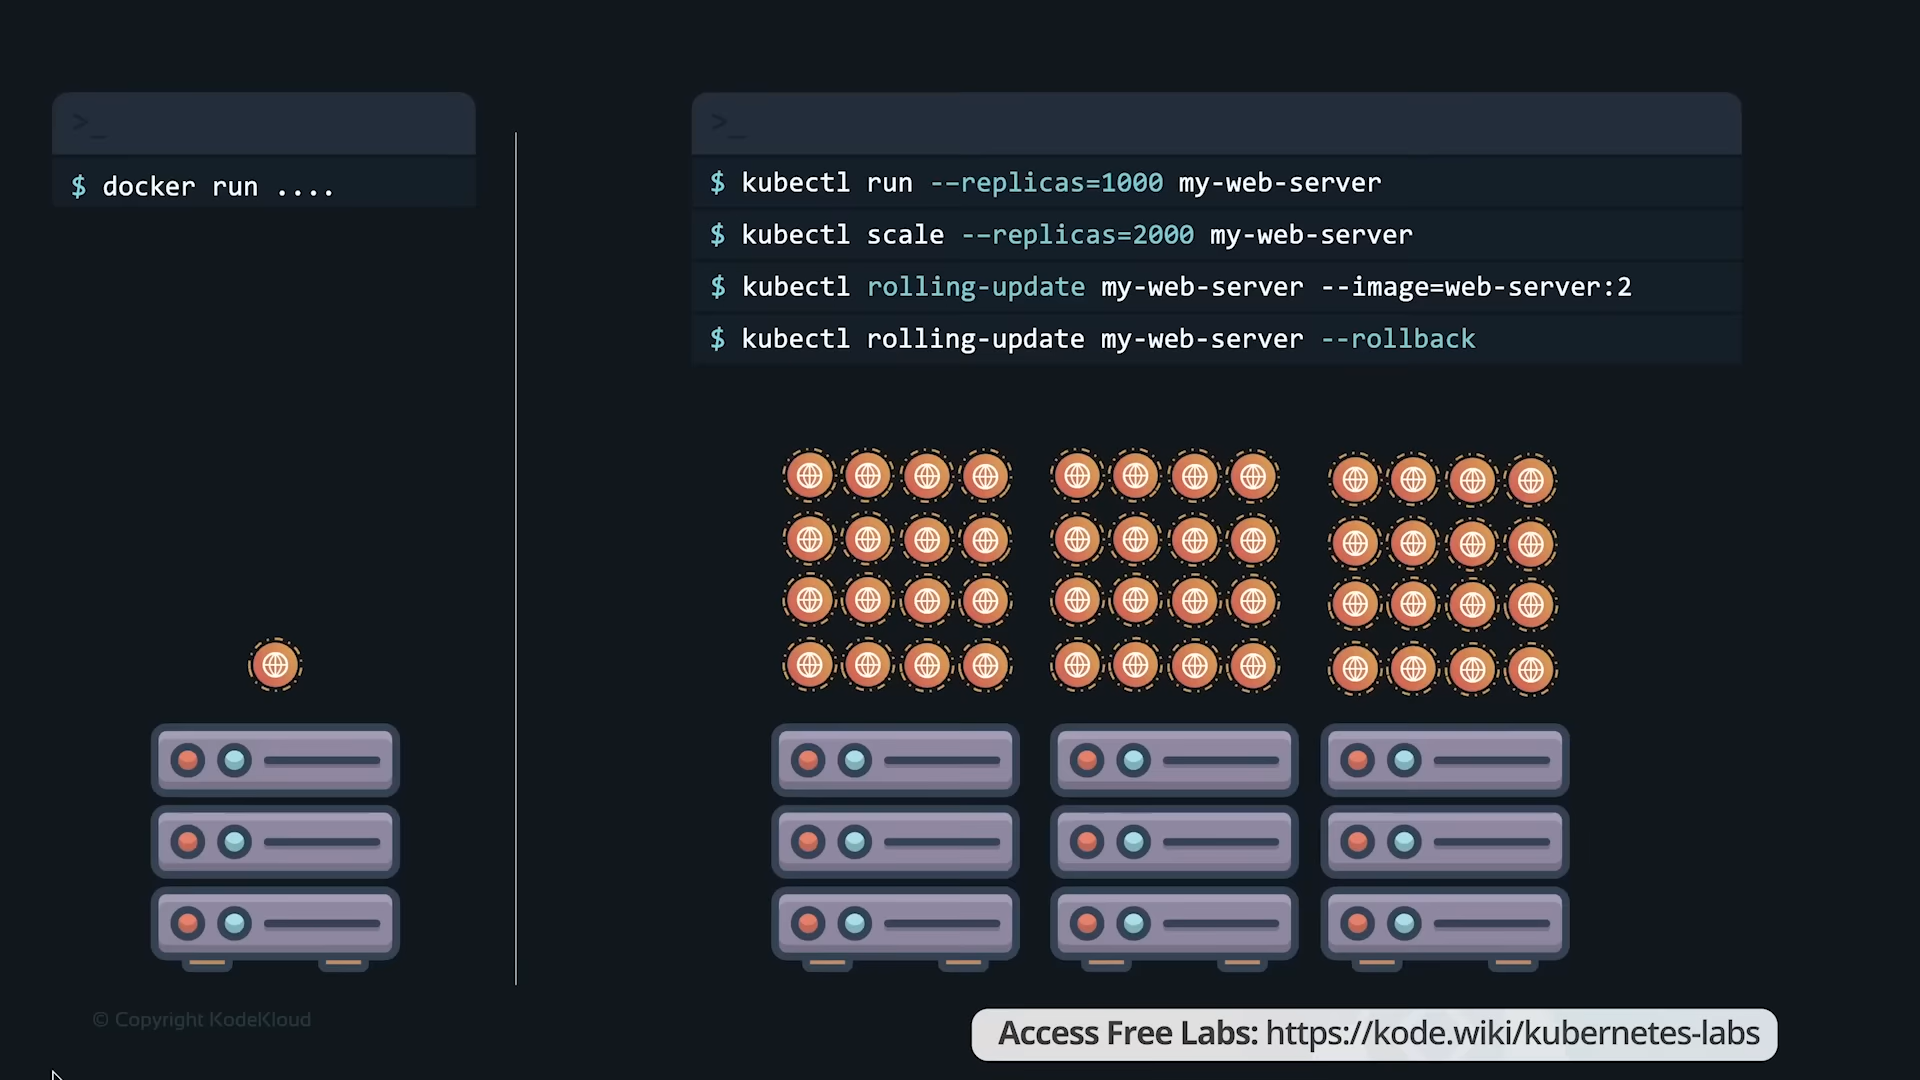 >_
$ docker run ....
>_
$ kubectl run --replicas=1000 my-web-server
$ kubectl scale --replicas=2000 my-web-server
$ kubectl rolling-update my-web-server --image=web-server:2
$ kubectl rolling-update my-web-server --rollback
© Copyright KodeKloud
Access Free Labs: https://kode.wiki/kubernetes-labs